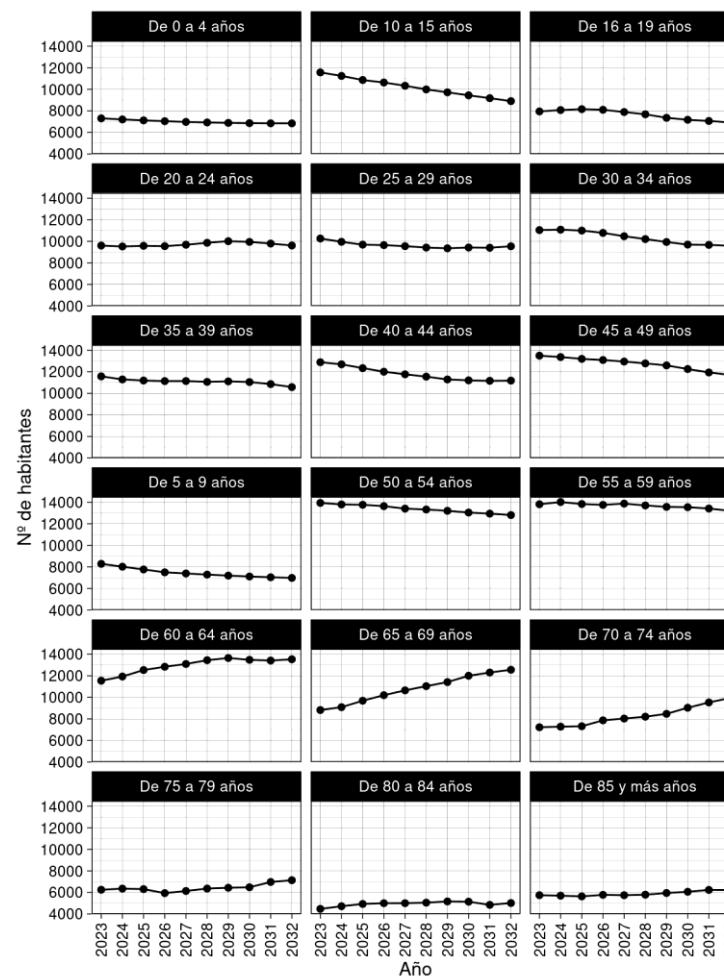 De 0 a 4 años
De 10 a 15 años
De 16 a 19 años
14000
12000
10000
8000
6000
4000
De 20 a 24 años
De 25 a 29 años
De 30 a 34 años
14000
12000
10000
8000
6000
4000
De 35 a 39 años
De 40 a 44 años
De 45 a 49 años
14000
12000
10000
8000
6000
4000
De 5 a 9 años
De 50 a 54 años
De 55 a 59 años
14000
12000
10000
8000
6000
4000
De 60 a 64 años
De 65 a 69 años
De 70 a 74 años
14000
12000
10000
8000
6000
4000
De 75 a 79 años
De 80 a 84 años
De 85 y más años
14000
12000
10000
8000
6000
4000
Nº de habitantes
2023 2024 2025 2026 2027 2028 2029 2030 2031 2032
2023 2024 2025 2026 2027 2028 2029 2030 2031 2032
2023 2024 2025 2026 2027 2028 2029 2030 2031
Año